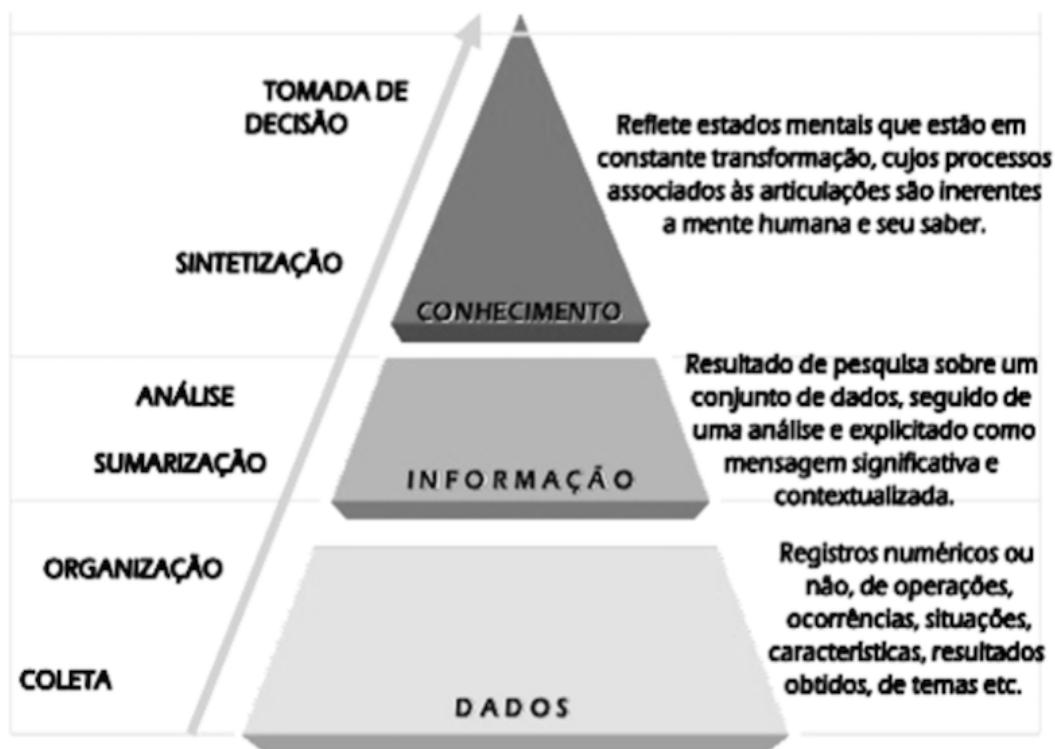 TOMADA DE
DECISÃO
Reflete estados mentais que estão em
constante transformação, cujos processos
associados às articulações são inerentes
a mente humana e seu saber.
SINTETIZAÇÃO
CONHECIMENTO
ANÁLISE
SUMARIZAÇÃO
INFORMAÇÃO
Resultado de pesquisa sobre um
conjunto de dados, seguido de
uma análise e explicitado como
mensagem significativa e
contextualizada.
ORGANIZAÇÃO
COLETA
DADOS
Registros numéricos ou
não, de operações,
ocorrências, situações,
características, resultados
obtidos, de temas etc.